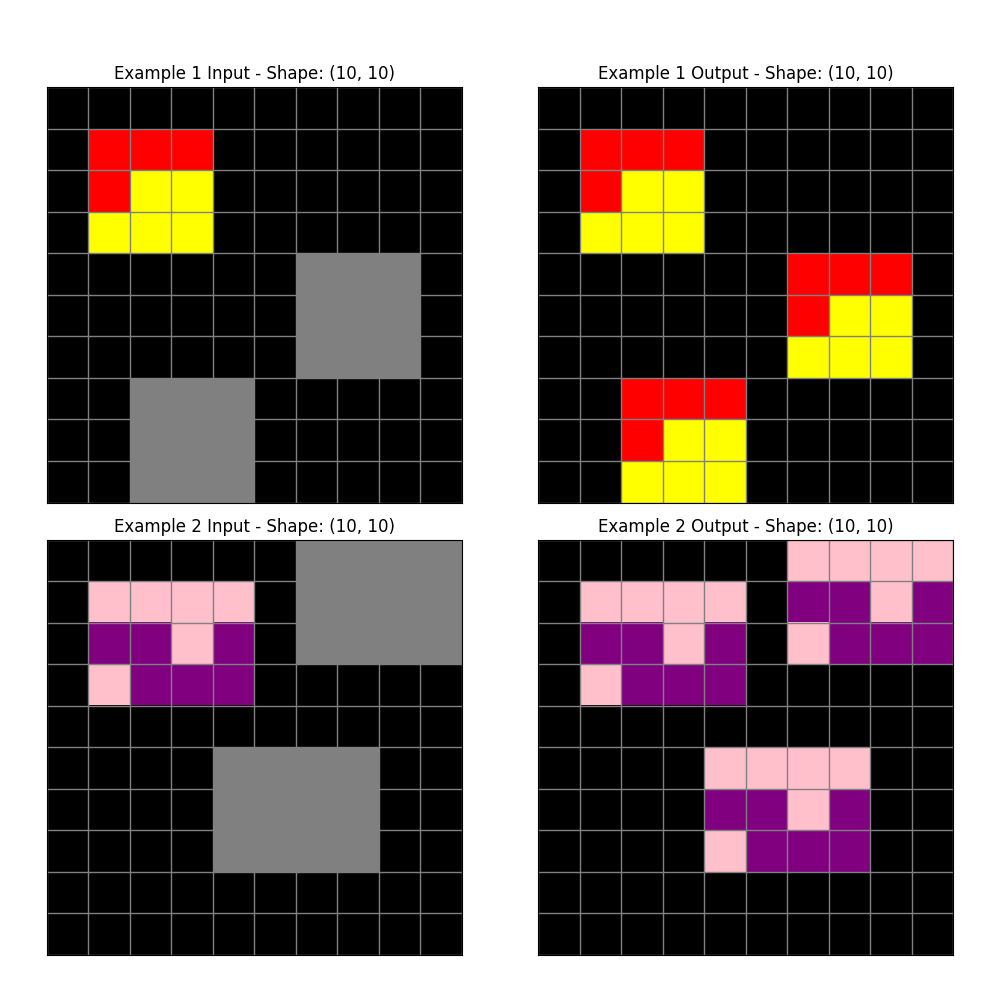 Example 1 Input - Shape: (10, 10)
Example 1 Output - Shape: (10, 10)
Example 2 Input - Shape: (10, 10)
Example 2 Output - Shape: (10, 10)